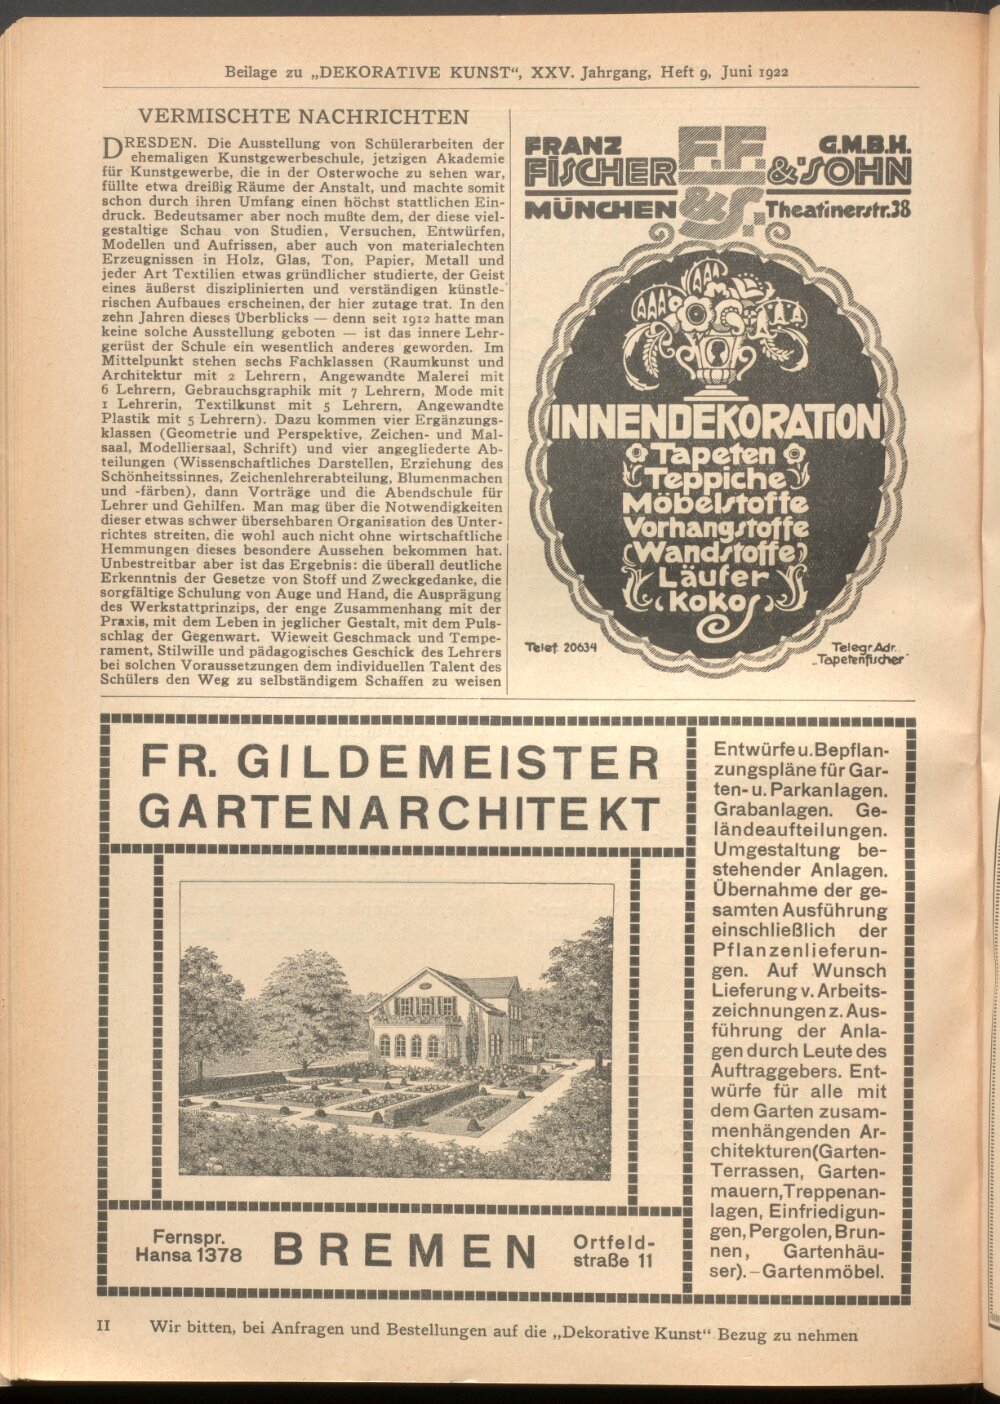 Beilage zu „DEKORATIVE KUNST“, XXV. Jahrgang, Heft 9, Juni 1922
VERMISCHTE NACHRICHTEN
DRESDEN. Die Ausstellung von Schülerarbeiten der
ehemaligen Kunstgewerbeschule, jetzigen Akademie
für Kunstgewerbe, die in der Osterwoche zu sehen war,
füllte etwa dreißig Räume der Anstalt, und machte somit
schon durch ihren Umfang einen höchst stattlichen Ein-
druck. Bedeutsamer aber noch mußte dem, der diese viel-
gestaltige Schau von Studien, Versuchen, Entwürfen,
Modellen und Aufrissen, aber auch von materialechten
Erzeugnissen in Holz, Glas, Ton, Papier, Metall und
jeder Art Textilien etwas gründlicher studierte, der Geist
eines äußerst disziplinierten und verständigen künstle-
rischen Aufbaues erscheinen, der hier zutage trat. In den
zehn Jahren dieses Überblicks — denn seit 1912 hatte man
keine solche Ausstellung geboten — ist das innere Lehr-
gerüst der Schule ein wesentlich anderes geworden. Im
Mittelpunkt stehen sechs Fachklassen (Raumkunst und
Architektur mit 2 Lehrern, Angewandte Malerei mit
6 Lehrern, Gebrauchsgraphik mit 7 Lehrern, Mode mit
1 Lehrerin, Textilkunst mit 5 Lehrern, Angewandte
Plastik mit 5 Lehrern). Dazu kommen vier Ergänzungs-
klassen (Geometrie und Perspektive, Zeichen- und Mal-
saal, Modelliersaal, Schrift) und vier angegliederte Ab-
teilungen (Wissenschaftliches Darstellen, Erziehung des
Schönheitssinnes, Zeichenlehrerabteilung, Blumenmachen
und -färben), dann Vorträge und die Abendschule für
Lehrer und Gehilfen. Man mag über die Notwendigkeiten
dieser etwas schwer übersehbaren Organisation des Unter-
richtes streiten, die wohl auch nicht ohne wirtschaftliche
Hemmungen dieses besondere Aussehen bekommen hat.
Unbestreitbar aber ist das Ergebnis: die überall deutliche
Erkenntnis der Gesetze von Stoff und Zweckgedanke, die
sorgfältige Schulung von Auge und Hand, die Ausprägung
des Werkstattprinzips, der enge Zusammenhang mit der
Praxis, mit dem Leben in jeglicher Gestalt, mit dem Puls-
schlag der Gegenwart. Wieweit Geschmack und Tempe-
rament, Stilwille und pädagogisches Geschick des Lehrers
bei solchen Voraussetzungen dem individuellen Talent des
Schülers den Weg zu selbständigem Schaffen zu weisen
FRANZ F.F. G.M.B.H.
FISCHER & SOHN
MÜNCHEN &S. Theatinerstr. 38
INNENDEKORATION
Tapeten
Teppiche
Möbelstoffe
Vorhangstoffe
Wandstoffe
Läufer
Kokos
Telef. 20634
Telegr. Adr.
„Tapetenfischer“
FR. GILDEMEISTER
GARTENARCHITEKT
Fernspr.
Hansa 1378
BREMEN
Ortfeld-
straße 11
Entwürfe u. Bepflan-
zungspläne für Gar-
ten- u. Parkanlagen.
Grabanlagen. Ge-
ländeaufteilungen.
Umgestaltung be-
stehender Anlagen.
Übernahme der ge-
samten Ausführung
einschließlich der
Pflanzenlieferun-
gen. Auf Wunsch
Lieferung v. Arbeits-
zeichnungen z. Aus-
führung der Anla-
gen durch Leute des
Auftraggebers. Ent-
würfe für alle mit
dem Garten zusam-
menhängenden Ar-
chitekturen (Garten-
Terrassen, Garten-
mauern, Treppenan-
lagen, Einfriedigun-
gen, Pergolen, Brun-
nen, Gartenhäu-
ser). – Gartenmöbel.
II Wir bitten, bei Anfragen und Bestellungen auf die „Dekorative Kunst“ Bezug zu nehmen